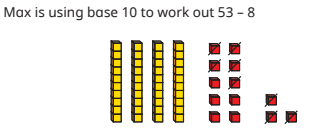 Max is using base 10 to work out 53 – 8